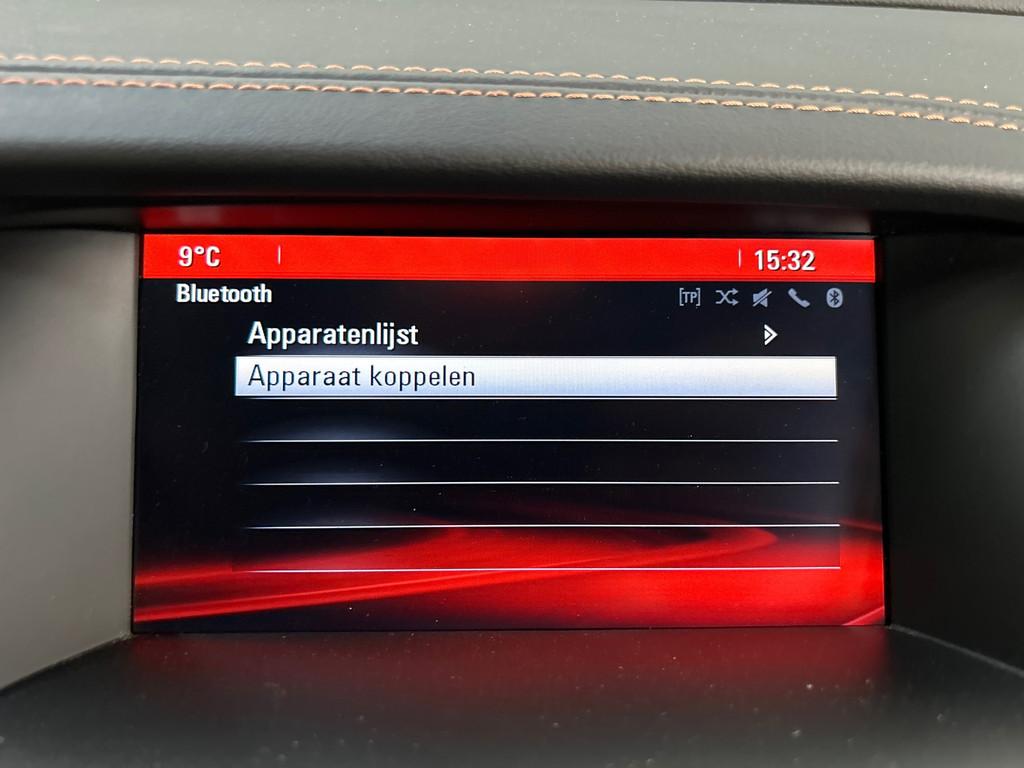 9°C 15:32
Bluetooth [TP]
Apparatenlijst
Apparaat koppelen